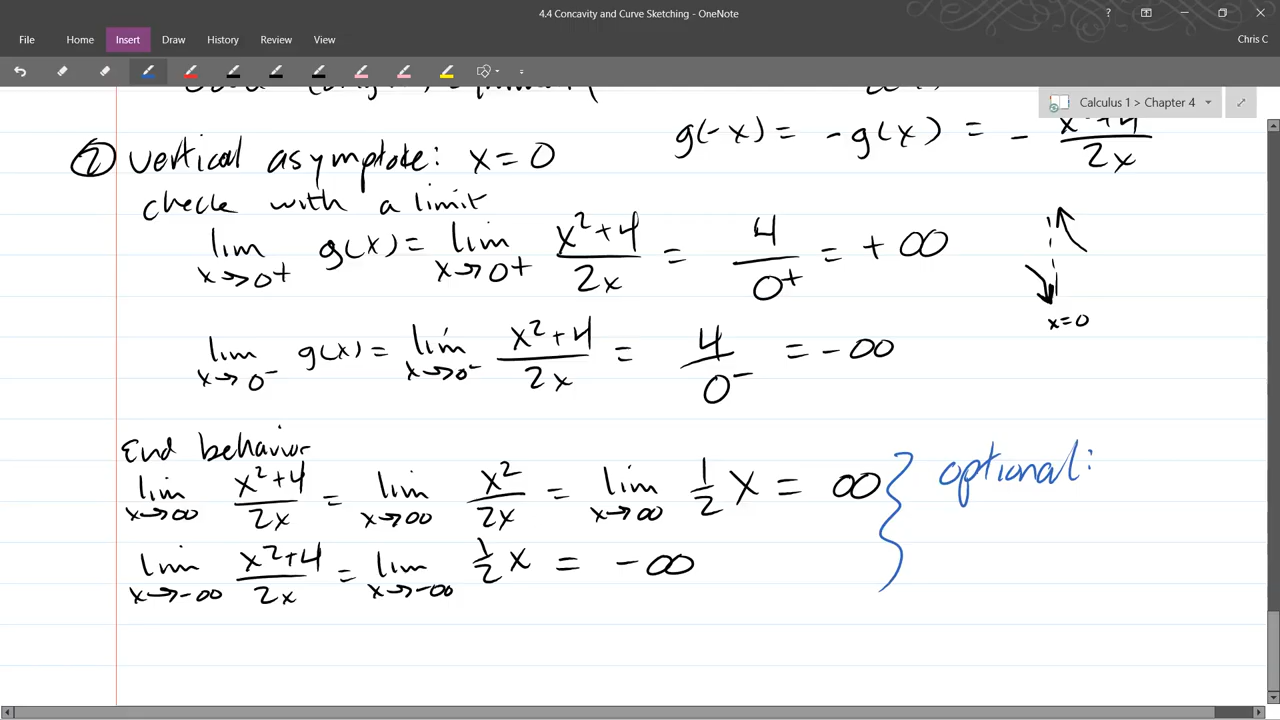 4.4 Concavity and Curve Sketching - OneNote
File Home Insert Draw History Review View
Chris C
Calculus 1 > Chapter 4
g(-x) = -g(x) = - x²+4 / 2x
② Vertical asymptote: x=0
check with a limit
lim x→0+ g(x) = lim x→0+ x²+4 / 2x = 4 / 0+ = +∞
x=0
lim x→0- g(x) = lim x→0- x²+4 / 2x = 4 / 0- = -∞
End behavior
lim x→∞ x²+4 / 2x = lim x→∞ x² / 2x = lim x→∞ 1/2 x = ∞ } optional:
lim x→-∞ x²+4 / 2x = lim x→-∞ 1/2 x = -∞